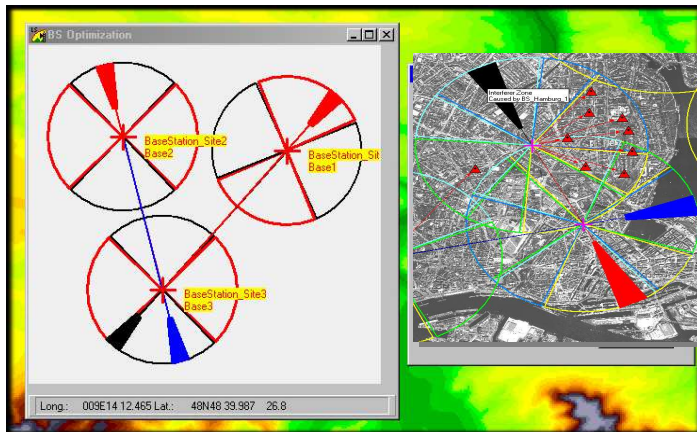 BS Optimization
BaseStation_Site2
Base2
BaseStation_Sit
Base1
BaseStation_Site3
Base3
Long.: 009E14 12.465 Lat.: 48N48 39.987 26.8
Interferer Zone
Caused by BS_Hamburg_1